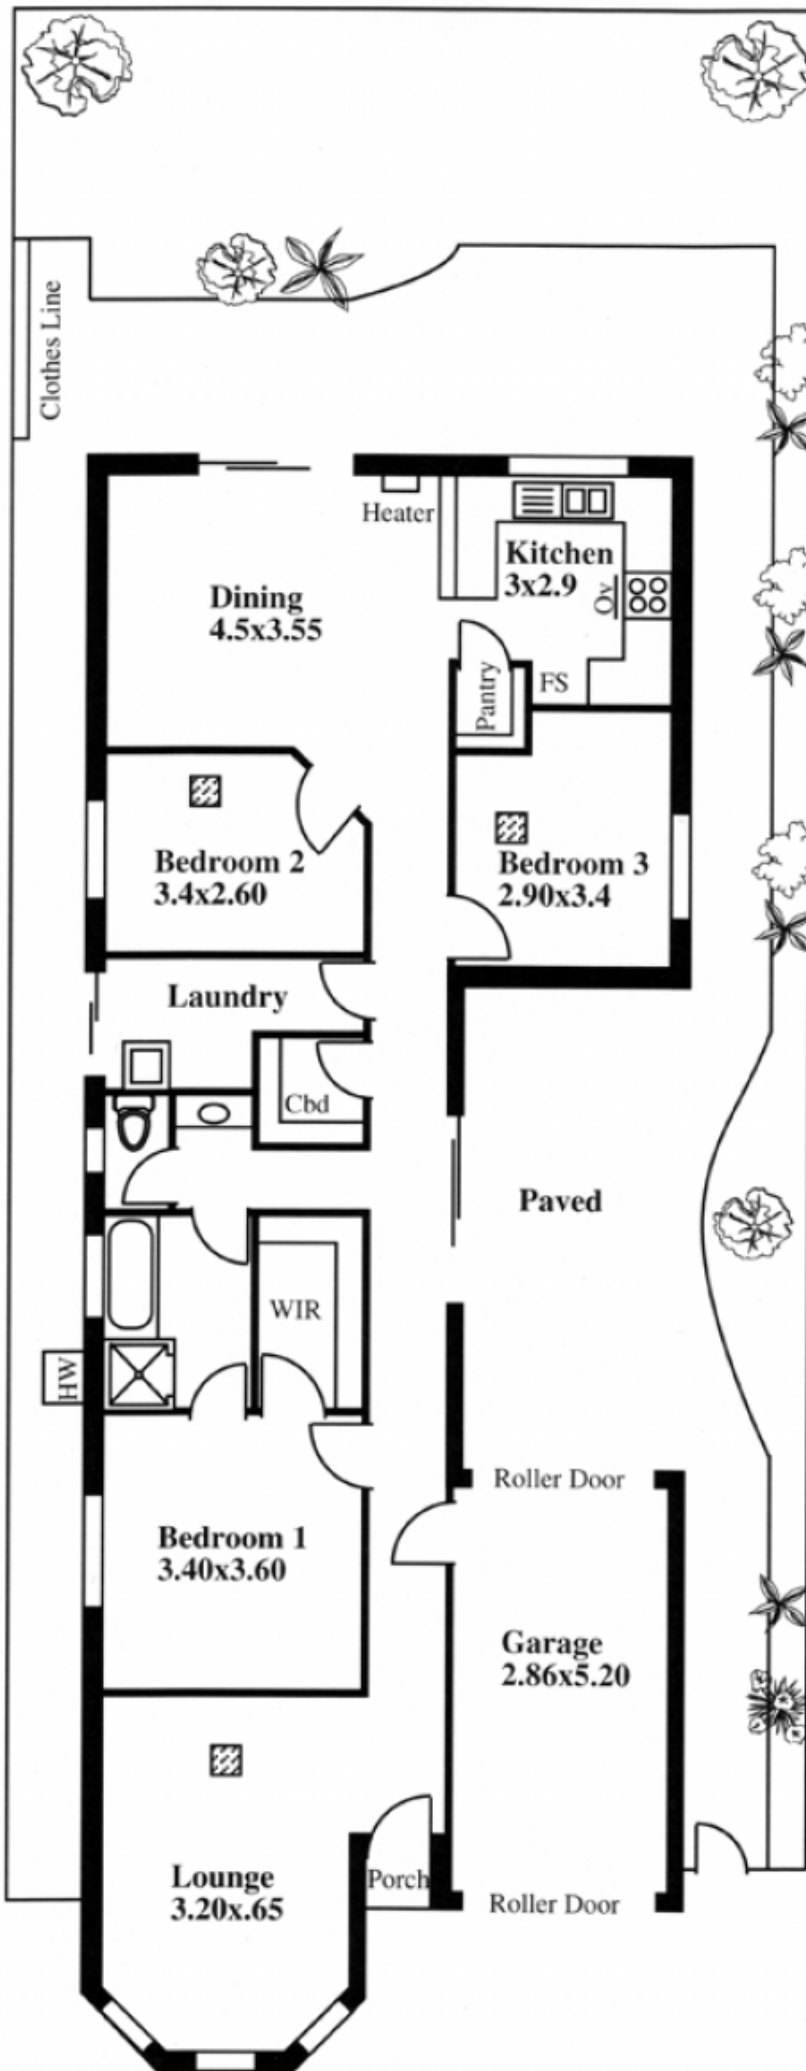 Clothes Line
Heater
Kitchen
3x2.9
Ov
Dining
4.5x3.55
Pantry
FS
Bedroom 2
3.4x2.60
Bedroom 3
2.90x3.4
Laundry
Cbd
Paved
WIR
HW
Roller Door
Bedroom 1
3.40x3.60
Garage
2.86x5.20
Lounge
3.20x.65
Porch
Roller Door